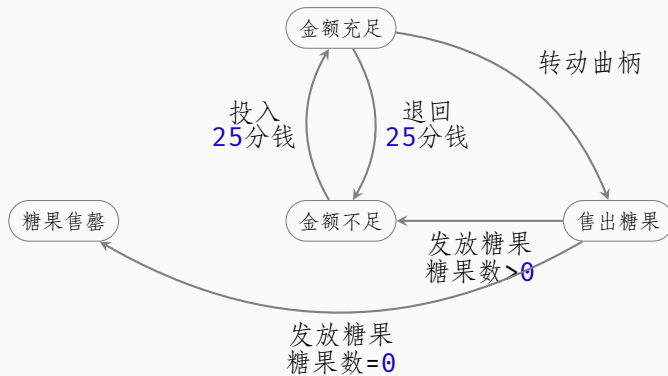 金额充足
转动曲柄
投入
25分钱
退回
25分钱
糖果售罄
金额不足
售出糖果
发放糖果
糖果数>0
发放糖果
糖果数=0